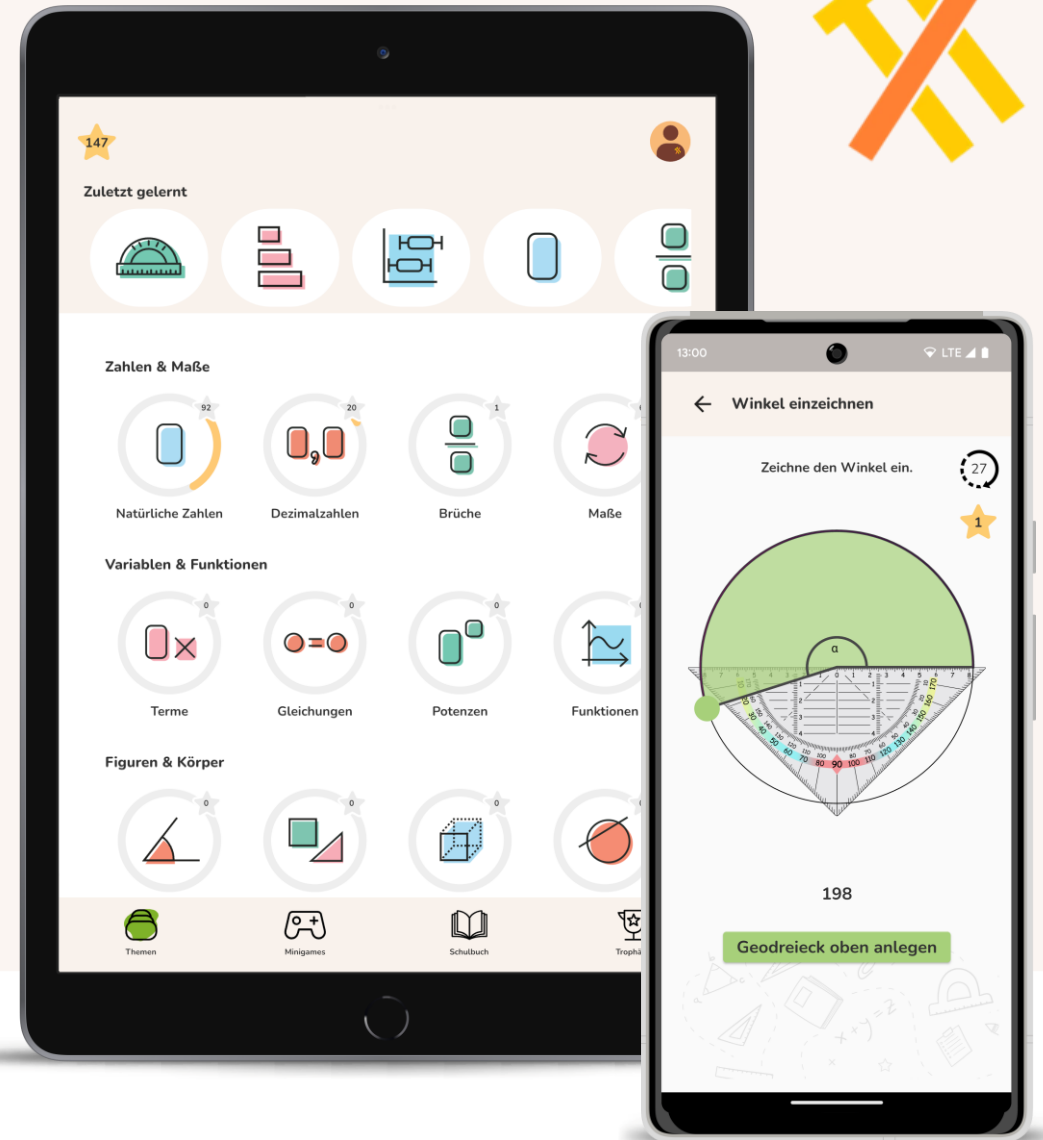 147
Zuletzt gelernt
Zahlen & Maße
92
20
1
Natürliche Zahlen
Dezimalzahlen
Brüche
Maße
Variablen & Funktionen
0
0
0
Terme
Gleichungen
Potenzen
Funktionen
Figuren & Körper
0
0
0
Themen
Minigames
Schulbuch
Trophä
13:00
LTE
Winkel einzeichnen
Zeichne den Winkel ein.
27
1
α
198
Geodreieck oben anlegen
x + y = z